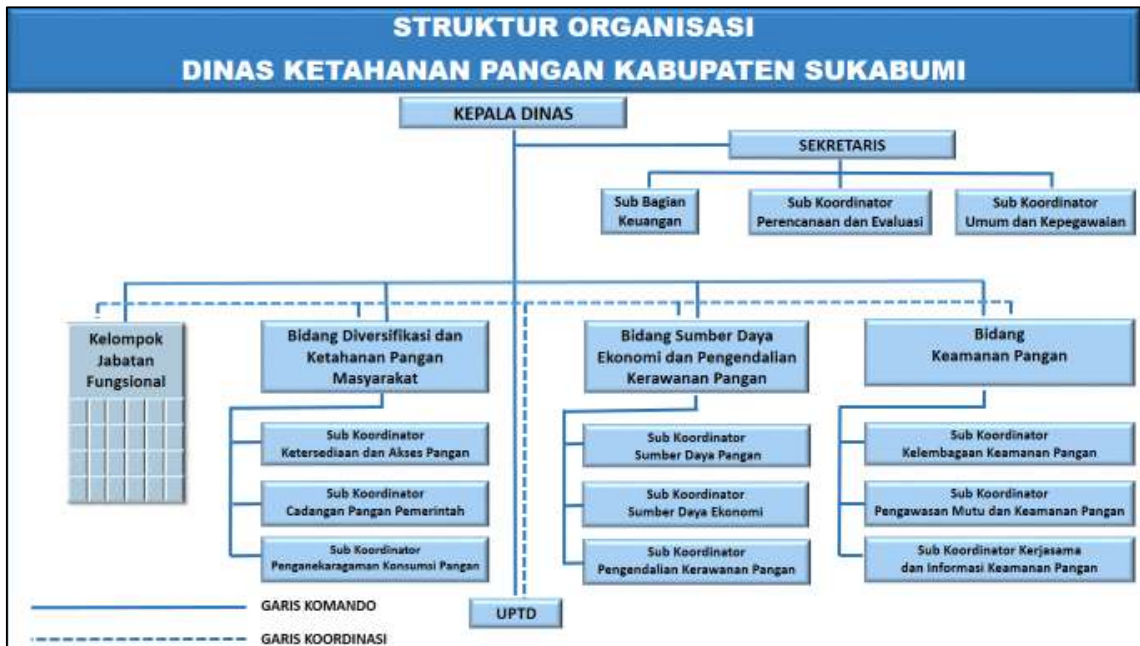 STRUKTUR ORGANISASI
DINAS KETAHANAN PANGAN KABUPATEN SUKABUMI
KEPALA DINAS
SEKRETARIS
Sub Bagian
Keuangan
Sub Koordinator
Perencanaan dan Evaluasi
Sub Koordinator
Umum dan Kepegawaian
Kelompok
Jabatan
Fungsional
Bidang Diversifikasi dan
Ketahanan Pangan
Masyarakat
Bidang Sumber Daya
Ekonomi dan Pengendalian
Kerawanan Pangan
Bidang
Keamanan Pangan
Sub Koordinator
Ketersediaan dan Akses Pangan
Sub Koordinator
Cadangan Pangan Pemerintah
Sub Koordinator
Penganekaragaman Konsumsi Pangan
Sub Koordinator
Sumber Daya Pangan
Sub Koordinator
Sumber Daya Ekonomi
Sub Koordinator
Pengendalian Kerawanan Pangan
Sub Koordinator
Kelembagaan Keamanan Pangan
Sub Koordinator
Pengawasan Mutu dan Keamanan Pangan
Sub Koordinator Kerjasama
dan Informasi Keamanan Pangan
UPTD
GARIS KOMANDO
GARIS KOORDINASI